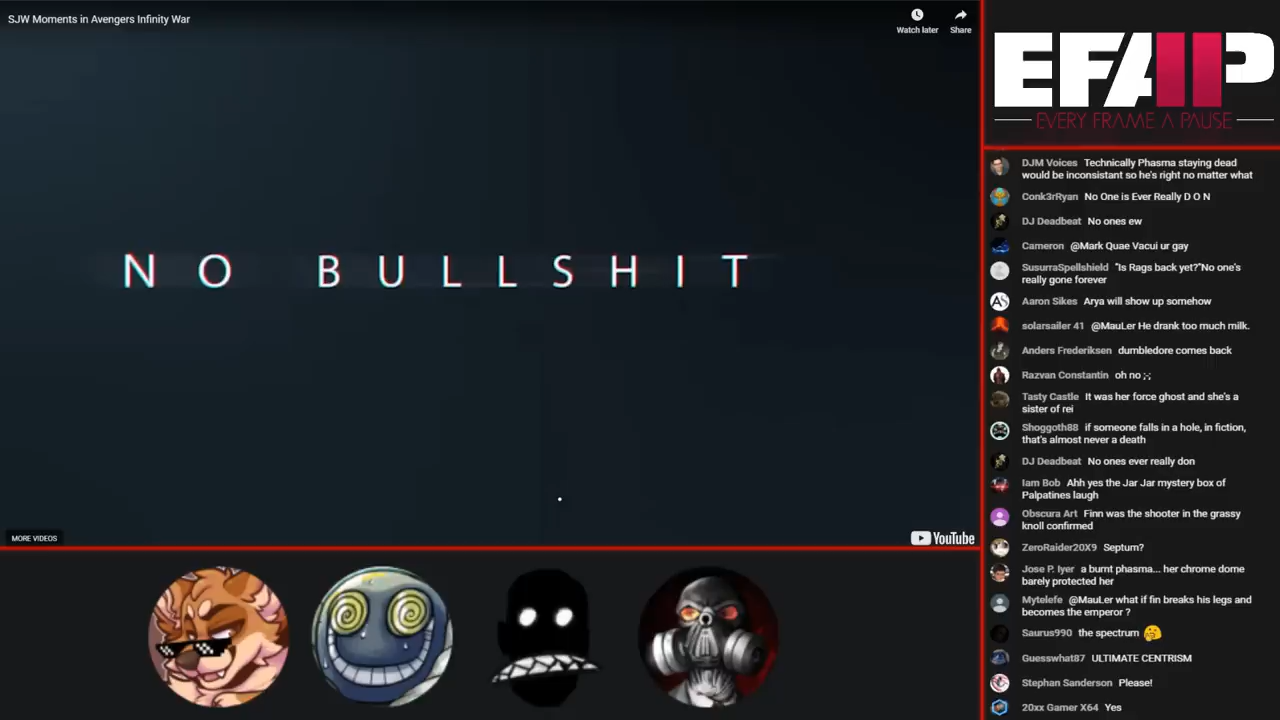 SJW Moments in Avengers Infinity War
Watch later
Share
NO BULLSHIT
MORE VIDEOS
YouTube
EFAP
EVERY FRAME A PAUSE
DJM Voices Technically Phasma staying dead
would be inconsistant so he's right no matter what
Conk3rRyan No One is Ever Really D O N
DJ Deadbeat No ones ew
Cameron @Mark Quae Vacui ur gay
SusurraSpellshield "Is Rags back yet?"No one's
really gone forever
Aaron Sikes Arya will show up somehow
solarsailer 41 @MauLer He drank too much milk.
Anders Frederiksen dumbledore comes back
Razvan Constantin oh no ;-;
Tasty Castle It was her force ghost and she's a
sister of rei
Shoggoth88 if someone falls in a hole, in fiction,
that's almost never a death
DJ Deadbeat No ones ever really don
Iam Bob Ahh yes the Jar Jar mystery box of
Palpatines laugh
Obscura Art Finn was the shooter in the grassy
knoll confirmed
ZeroRaider20X9 Septum?
Jose P. Iyer a burnt phasma... her chrome dome
barely protected her
Mytelefe @MauLer what if fin breaks his legs and
becomes the emperor ?
Saurus990 the spectrum 🤔
Guesswhat87 ULTIMATE CENTRISM
Stephan Sanderson Please!
20xx Gamer X64 Yes